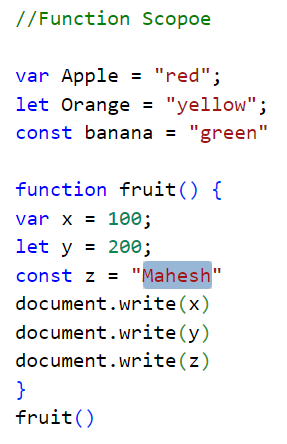 //Function Scopoe
var Apple = "red";
let Orange = "yellow";
const banana = "green"
function fruit() {
var x = 100;
let y = 200;
const z = "Mahesh"
document.write(x)
document.write(y)
document.write(z)
}
fruit()